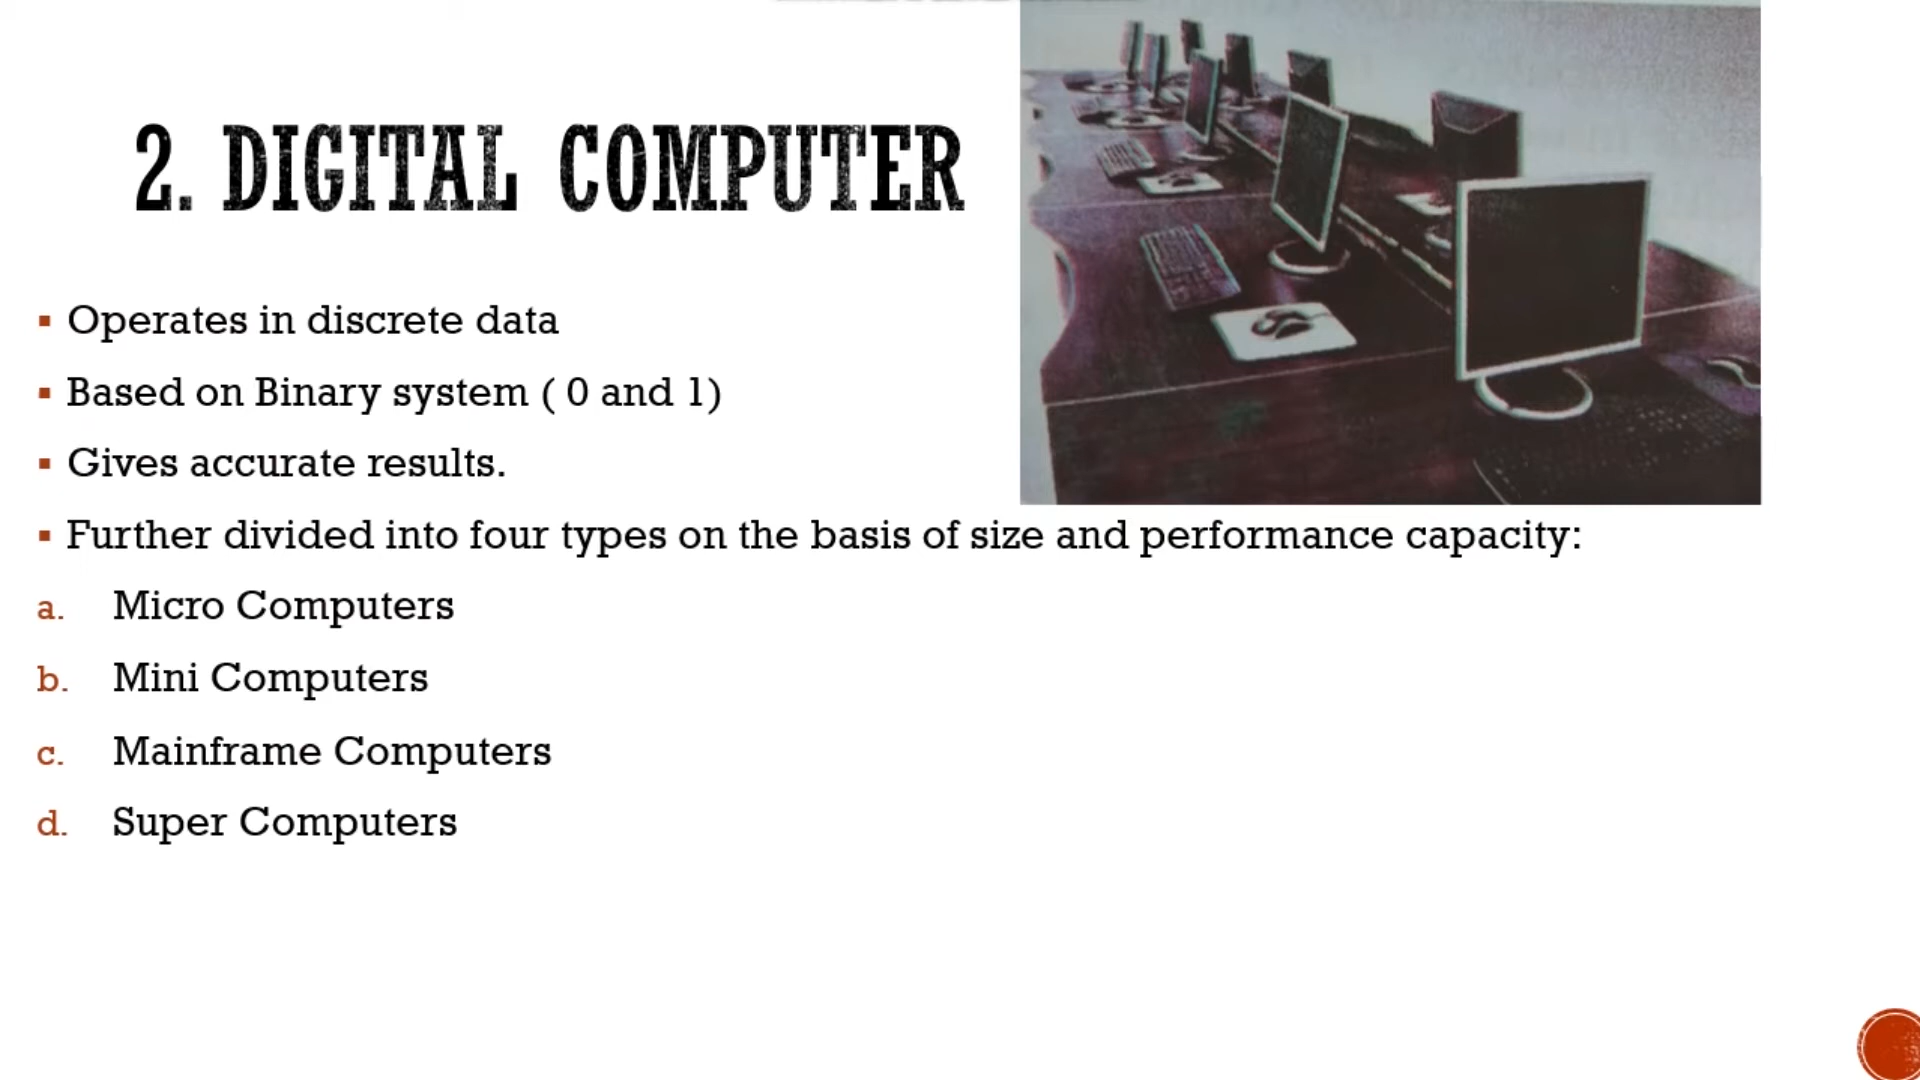 2. DIGITAL COMPUTER
▪ Operates in discrete data
▪ Based on Binary system ( 0 and 1)
▪ Gives accurate results.
▪ Further divided into four types on the basis of size and performance capacity:
a. Micro Computers
b. Mini Computers
c. Mainframe Computers
d. Super Computers